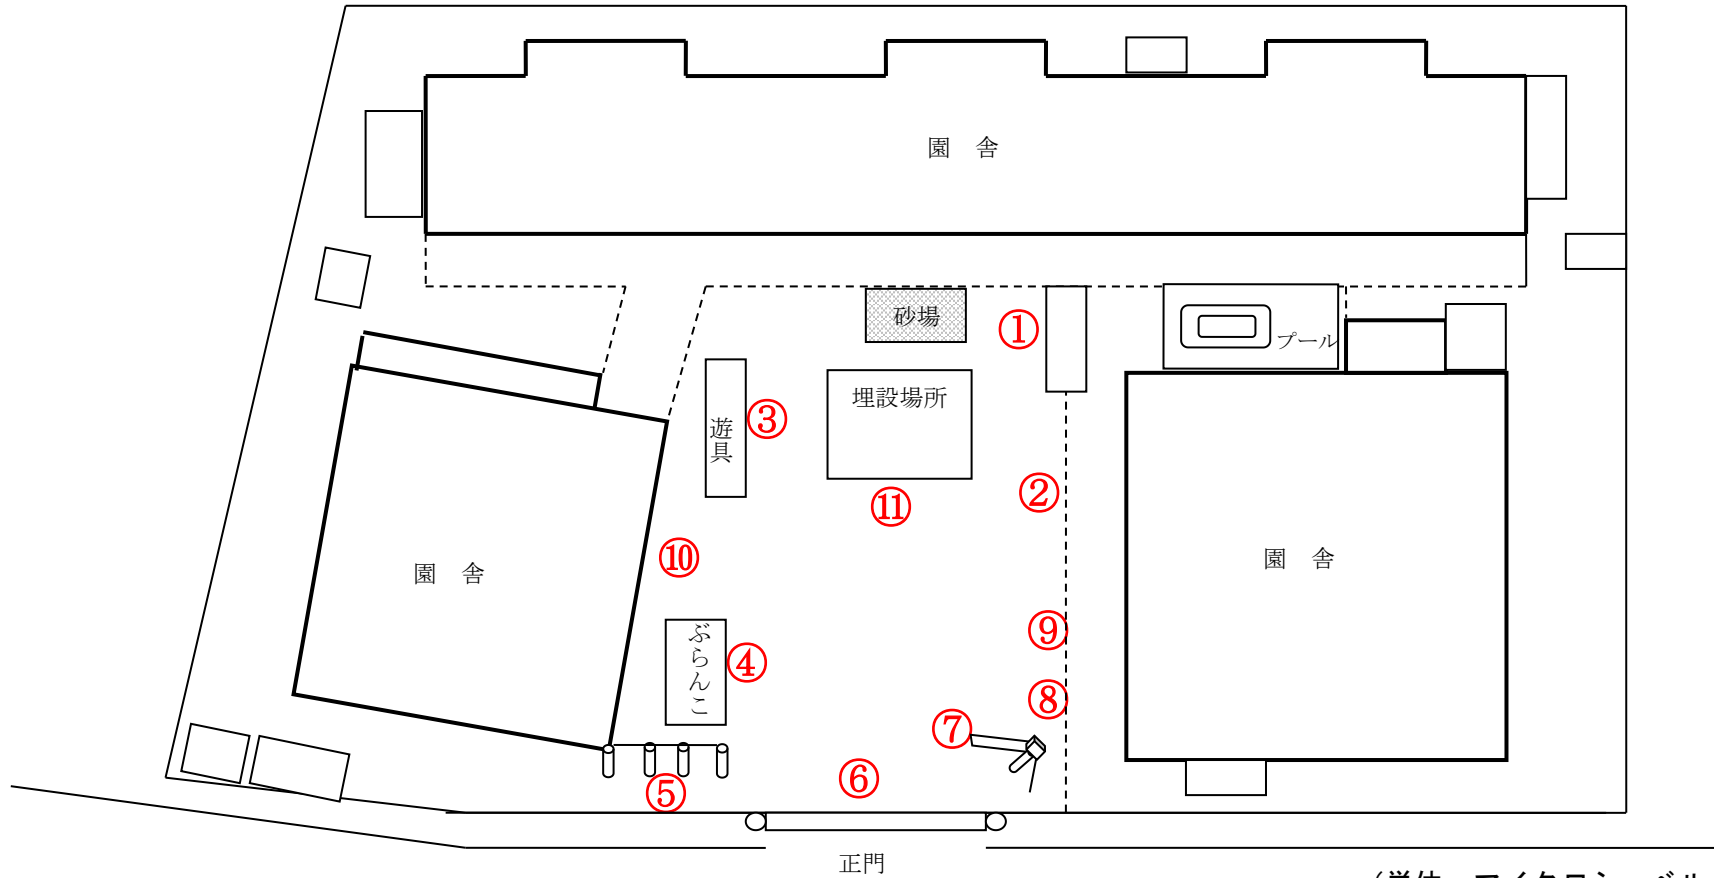 園　舎
砂場
①
プール
埋設場所
③
遊具
②
⑪
⑩
園　舎
園　舎
ぶらんこ
④
⑨
⑧
⑦
⑥
⑤
正門